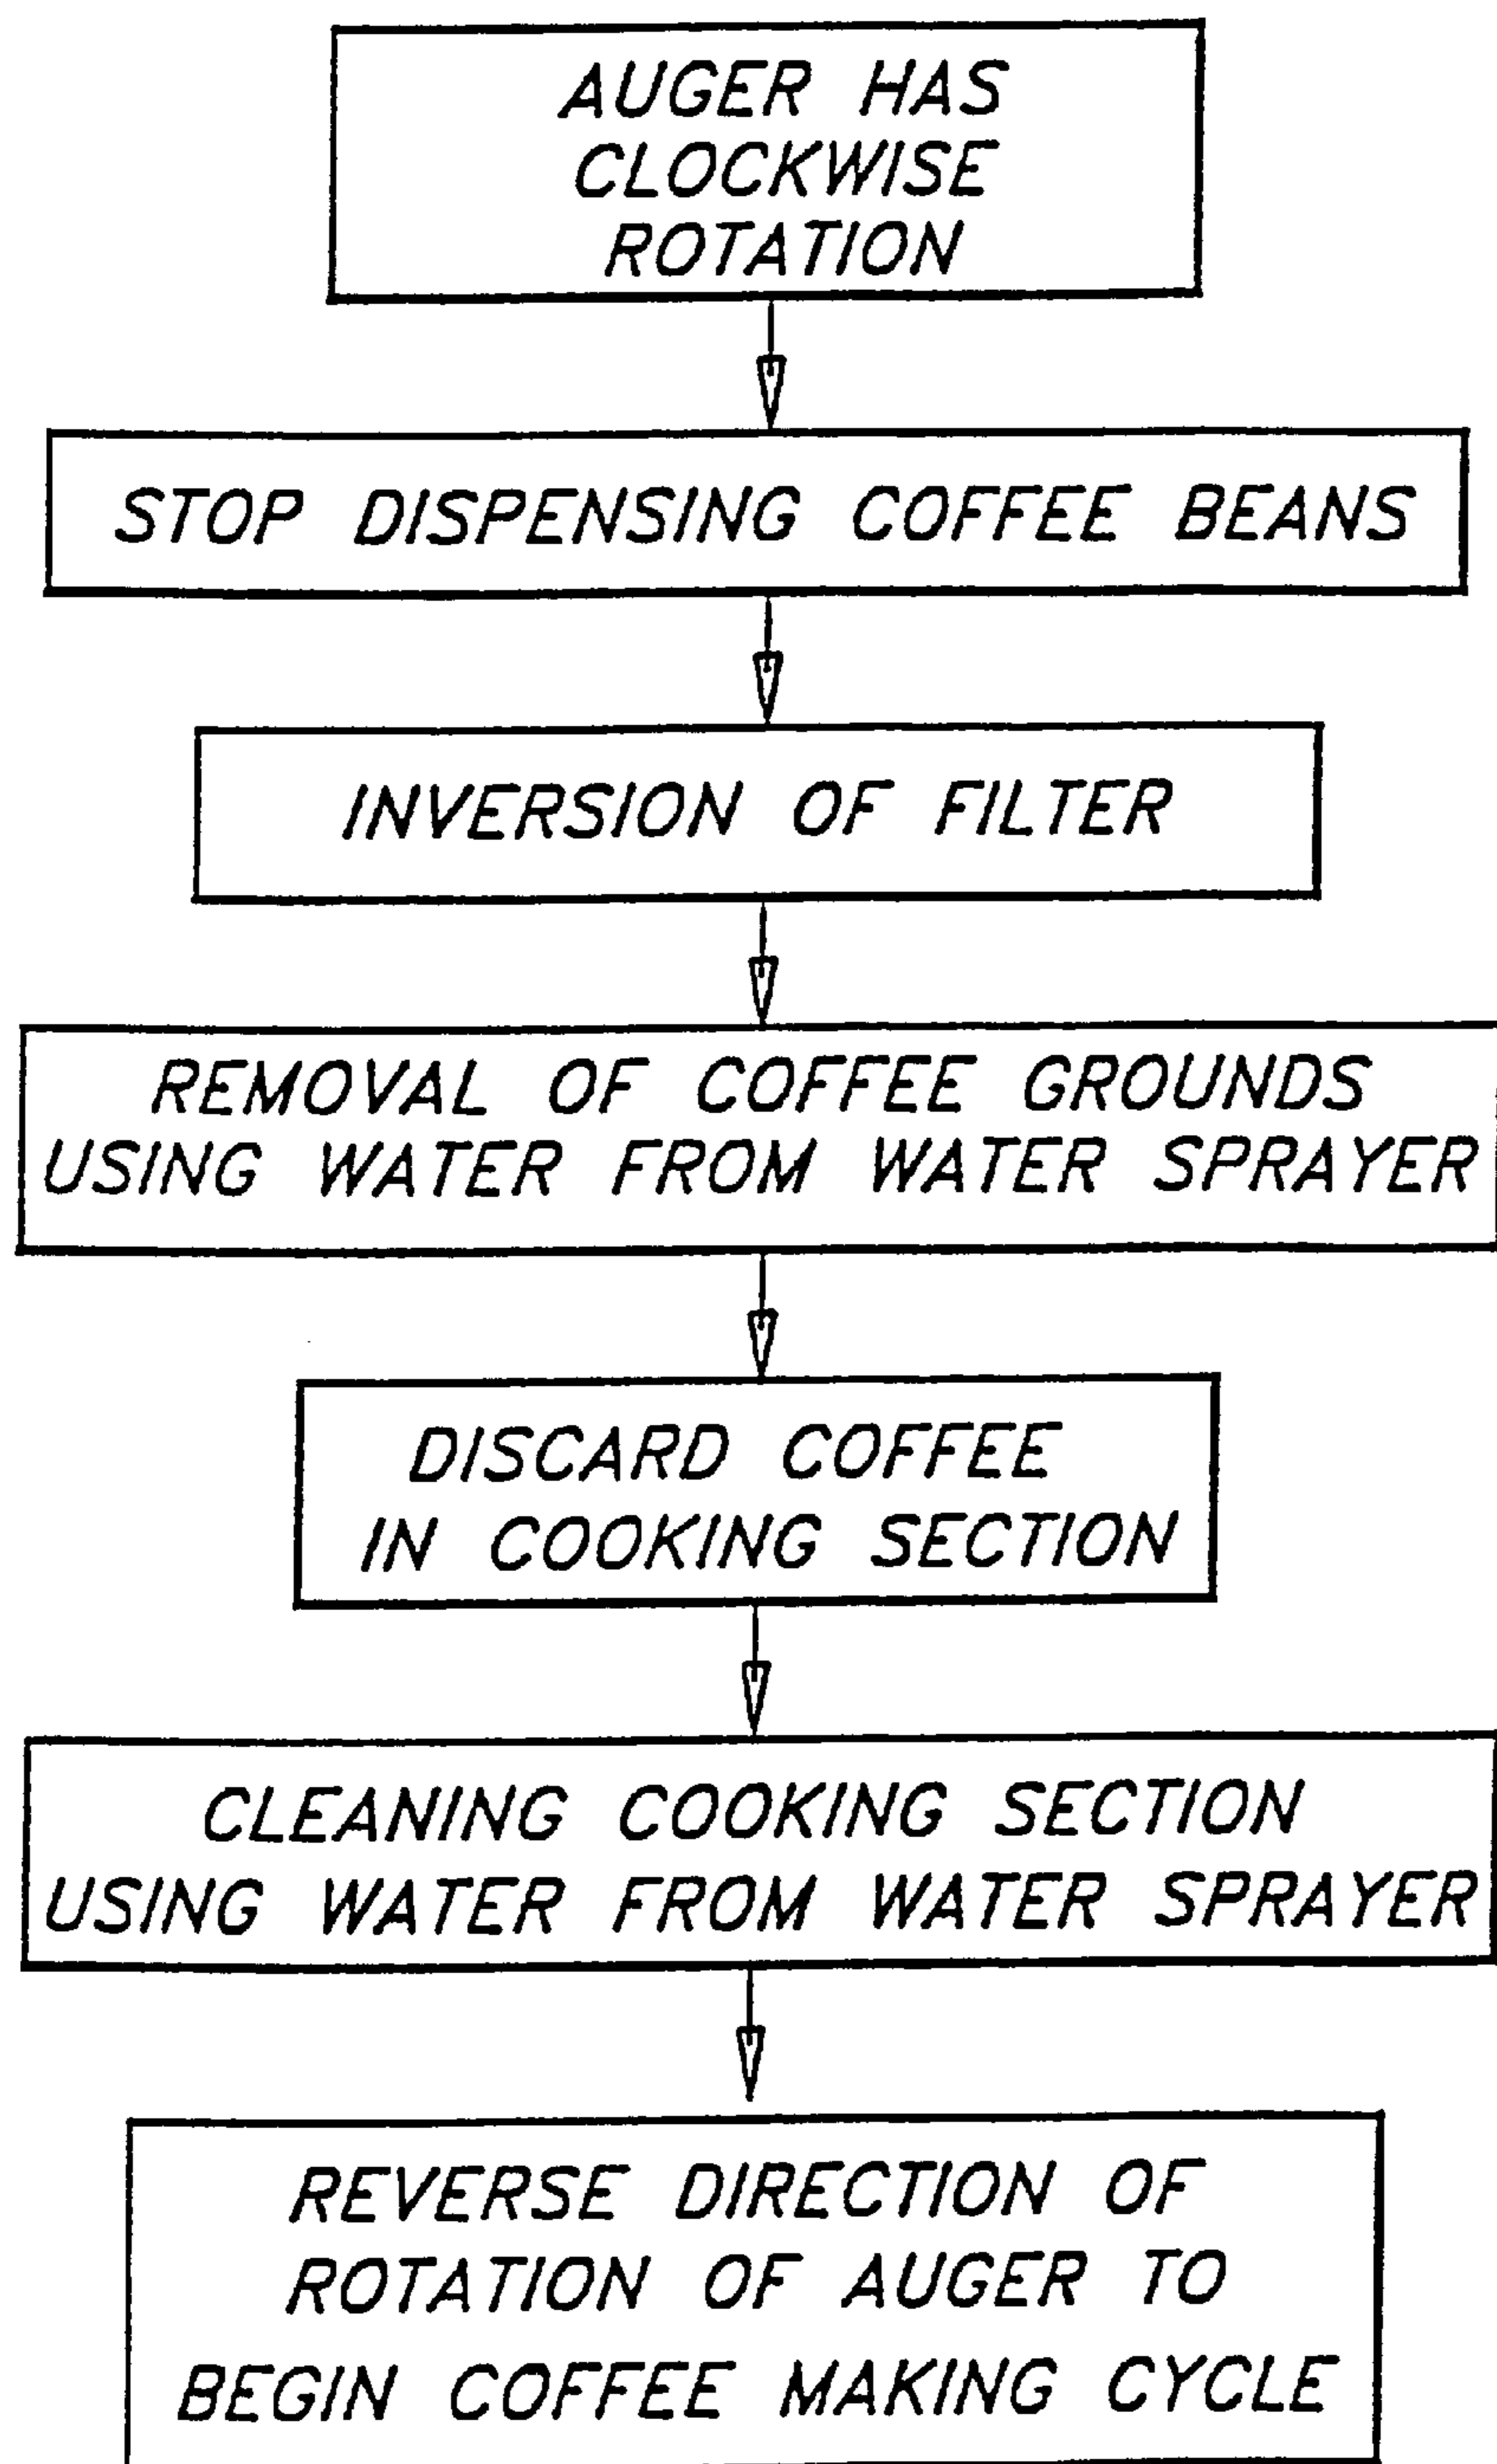 AUGER HAS
CLOCKWISE
ROTATION
STOP DISPENSING COFFEE BEANS
INVERSION OF FILTER
REMOVAL OF COFFEE GROUNDS
USING WATER FROM WATER SPRAYER
DISCARD COFFEE
IN COOKING SECTION
CLEANING COOKING SECTION
USING WATER FROM WATER SPRAYER
REVERSE DIRECTION OF
ROTATION OF AUGER TO
BEGIN COFFEE MAKING CYCLE